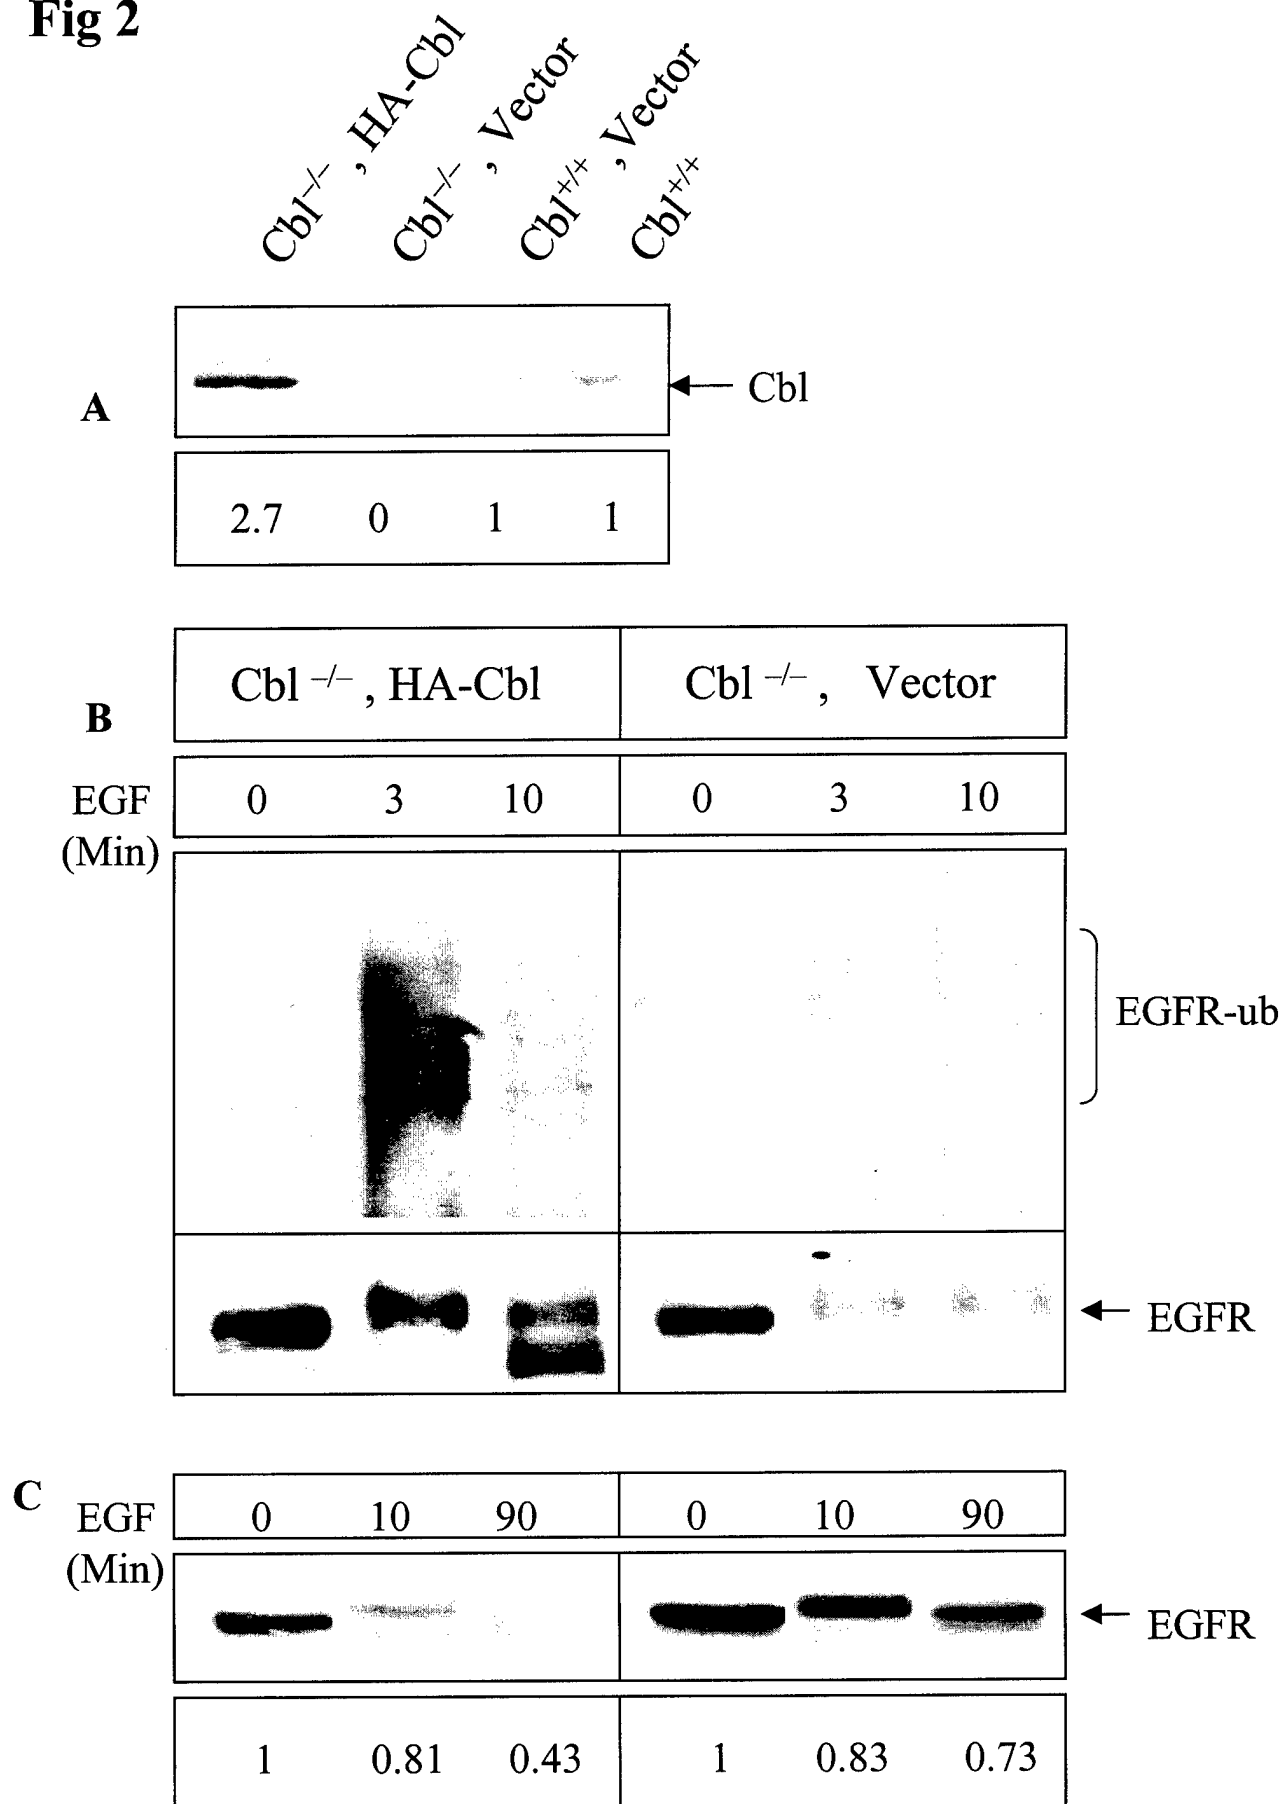 Fig 2
Cbl–/– , HA-Cbl
Cbl–/– , Vector
Cbl+/+ ,Vector
Cbl+/+
A
Cbl
2.7 0 1 1
B
Cbl –/– , HA-Cbl Cbl –/– , Vector
EGF (Min) 0 3 10 0 3 10
EGFR-ub
EGFR
C
EGF (Min) 0 10 90 0 10 90
EGFR
1 0.81 0.43 1 0.83 0.73